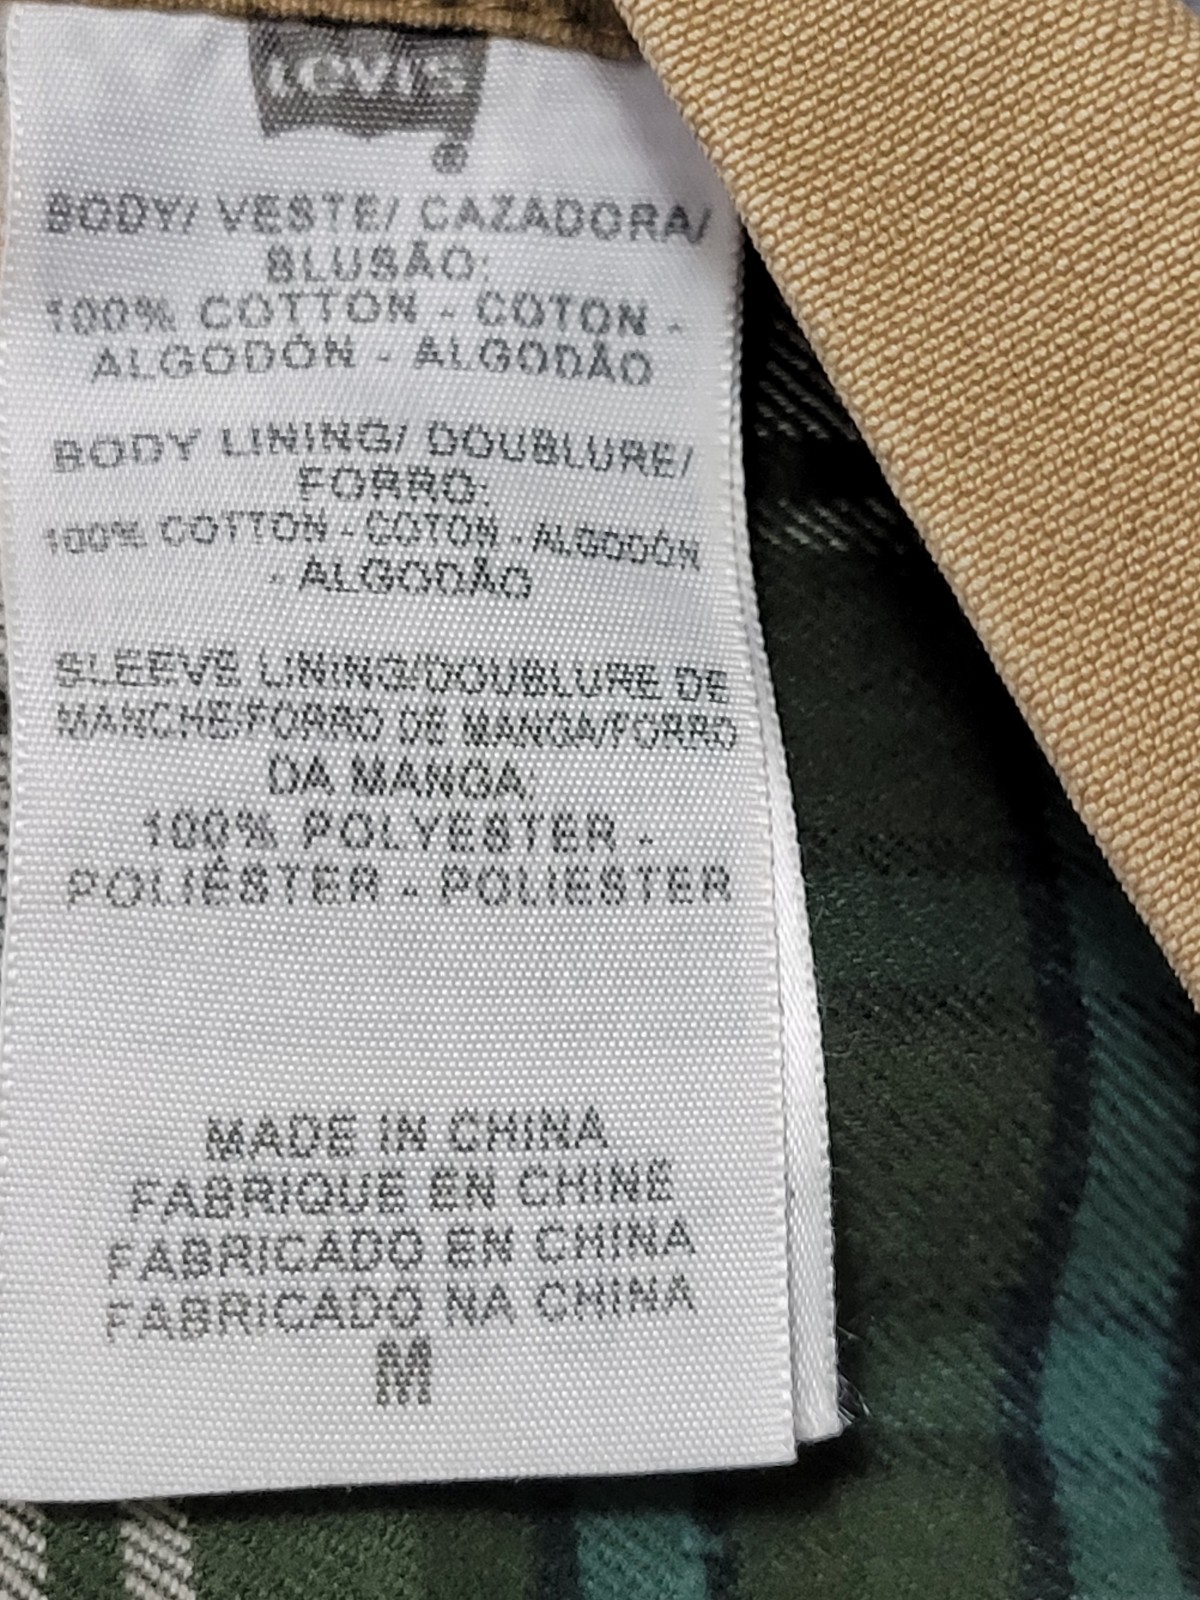 Levi's
®
BODY/ VESTE/ CAZADORA/
BLUSÃO:
100% COTTON - COTON -
ALGODÓN - ALGODÃO
BODY LINING/ DOUBLURE/
FORRO:
100% COTTON - COTON - ALGODÓN
- ALGODÃO
SLEEVE LINING/DOUBLURE DE
MANCHE/FORRO DE MANGA/FORRO
DA MANGA:
100% POLYESTER -
POLIÉSTER - POLIESTER
MADE IN CHINA
FABRIQUE EN CHINE
FABRICADO EN CHINA
FABRICADO NA CHINA
M